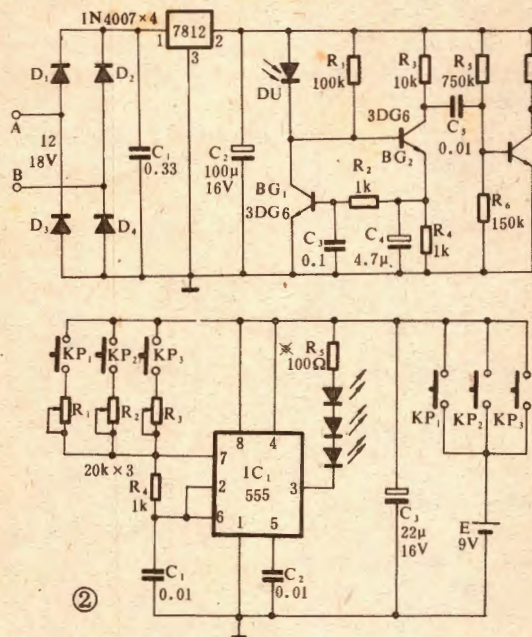 1N4007×4
1 7812 2
3
D₁
D₂
D₃
D₄
A
12
18V
B
C₁
0.33
C₂
100μ
16V
DU
R₁
100k
BG₁
3DG6
C₃
0.1
R₂
1k
C₄
4.7μ
3DG6
BG₂
R₃
10k
R₄
1k
C₅
0.01
R₅
750k
R₆
150k
KP₁
KP₂
KP₃
R₁
R₂
R₃
20k×3
R₄
1k
C₁
0.01
8
4
7
2
6
3
1
5
IC₁
555
C₂
0.01
※
R₅
100Ω
C₃
22μ
16V
KP₁
KP₂
KP₃
E
9V
②